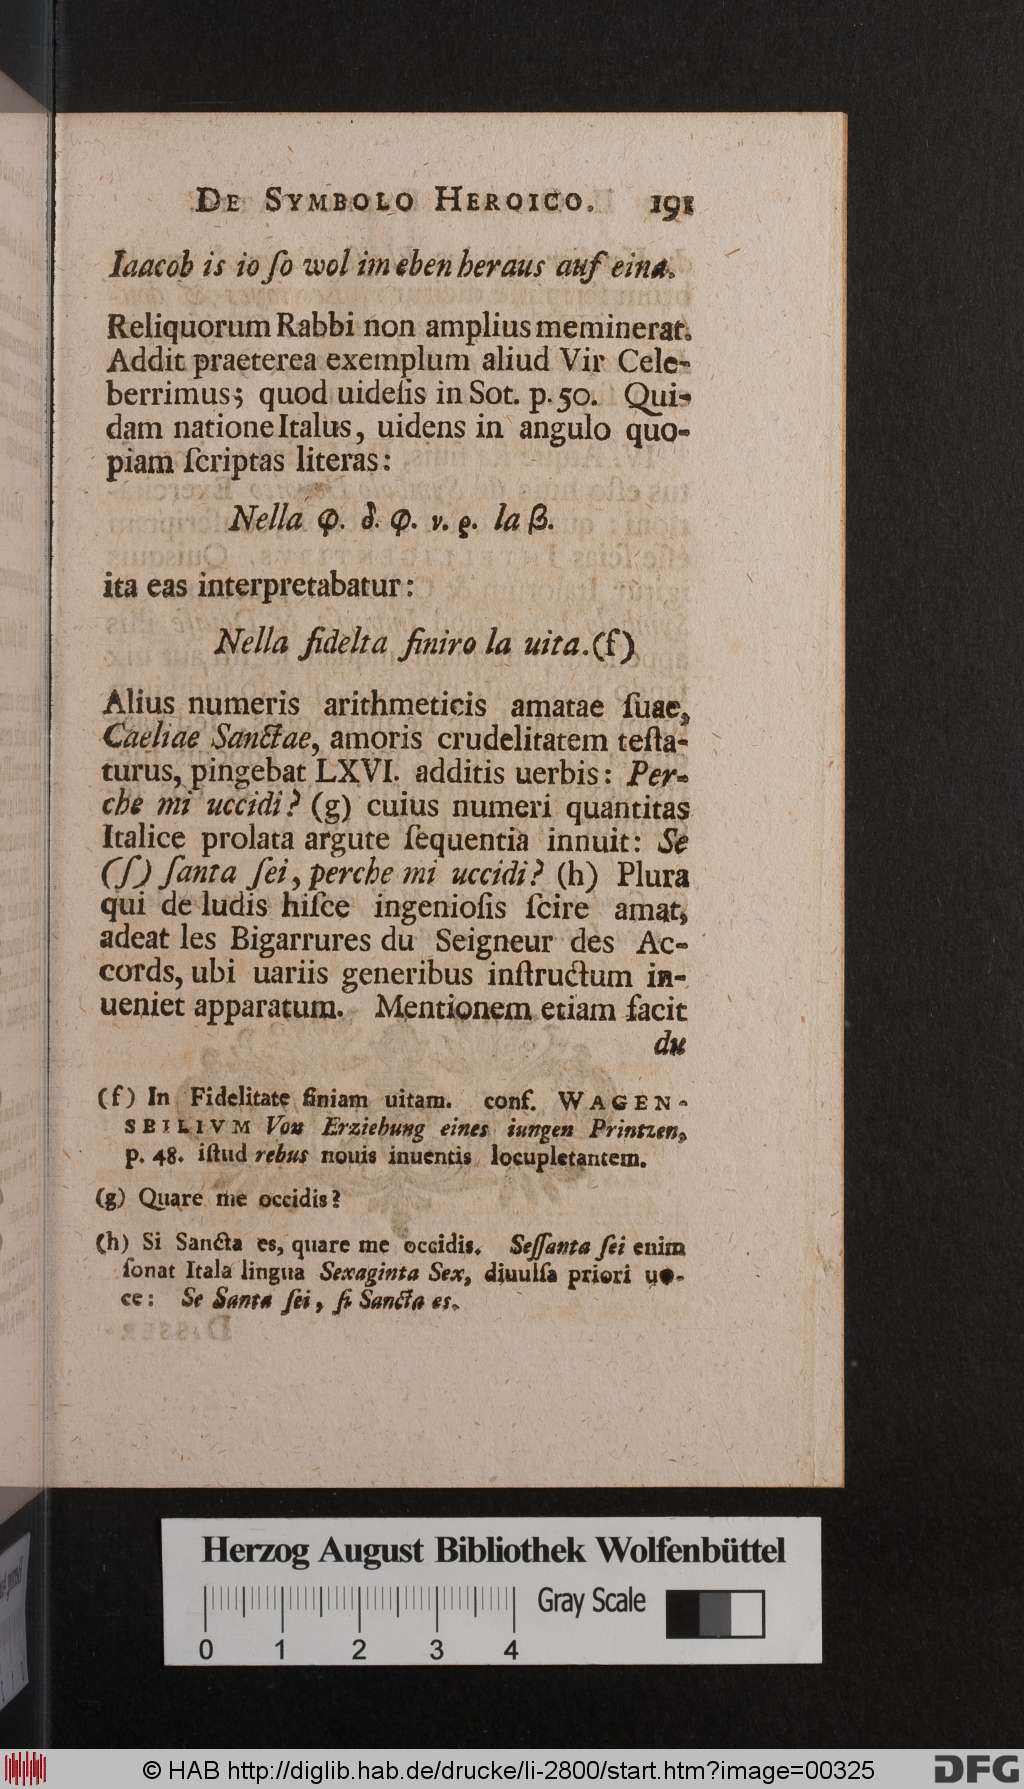 DE SYMBOLO HEROICO. 191
Iaacob is io ſo wol im eben heraus auf eina.
Reliquorum Rabbi non amplius meminerat.
Addit praeterea exemplum aliud Vir Cele-
berrimus; quod uideſis in Sot. p. 50. Qui-
dam natione Italus, uidens in angulo quo-
piam ſcriptas literas:
Nella φ. δ. φ. ν. ϱ. la β.
ita eas interpretabatur:
Nella fidelta finiro la uita. (f)
Alius numeris arithmeticis amatae ſuae,
Caeliae Sanctae, amoris crudelitatem teſta-
turus, pingebat LXVI. additis uerbis: Per-
che mi uccidi? (g) cuius numeri quantitas
Italice prolata argute ſequentia innuit: Se
(ſ) ſanta ſei, perche mi uccidi? (h) Plura
qui de ludis hiſce ingenioſis ſcire amat,
adeat les Bigarrures du Seigneur des Ac-
cords, ubi uariis generibus inſtructum in-
ueniet apparatum. Mentionem etiam facit
du
(f) In Fidelitate finiam uitam. conf. WAGEN-
SEILIVM Von Erziehung eines iungen Printzen,
p. 48. iſtud rebus nouis inuentis locupletantem.
(g) Quare me occidis?
(h) Si Sancta es, quare me occidis. Seſſanta ſei enim
ſonat Itala lingua Sexaginta Sex, diuulſa priori uo-
ce: Se Santa ſei, ſi Sancta es.
Herzog August Bibliothek Wolfenbüttel
Gray Scale
0 1 2 3 4
© HAB http://diglib.hab.de/drucke/li-2800/start.htm?image=00325
DFG